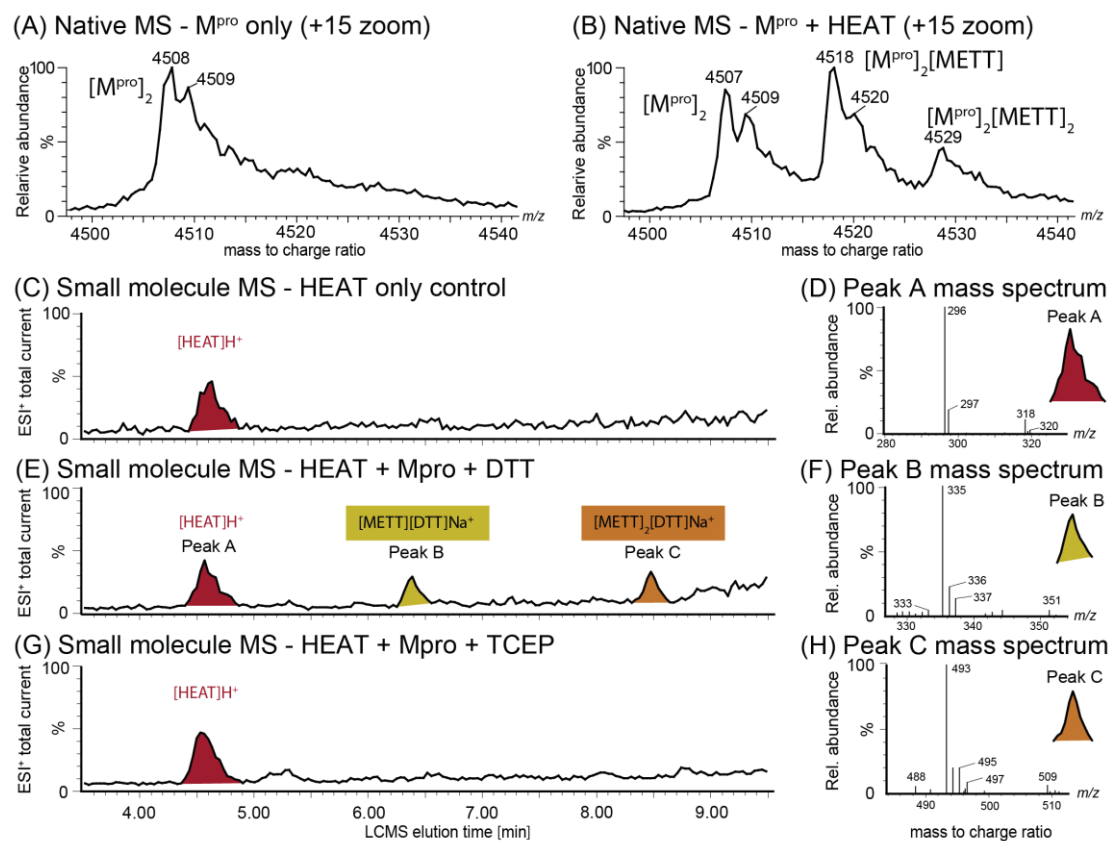 (A) Native MS - Mᵖʳᵒ only (+15 zoom)
Relarive abundance
%
100
0
[Mᵖʳᵒ]₂
4508
4509
4500
4510
4520
4530
4540
m/z
mass to charge ratio
(B) Native MS - Mᵖʳᵒ + HEAT (+15 zoom)
Relarive abundance
%
100
0
[Mᵖʳᵒ]₂
4507
4509
4518
[Mᵖʳᵒ]₂[METT]
4520
[Mᵖʳᵒ]₂[METT]₂
4529
4500
4510
4520
4530
4540
m/z
mass to charge ratio
(C) Small molecule MS - HEAT only control
ESI⁺ total current
%
100
0
[HEAT]H⁺
(D) Peak A mass spectrum
Rel. abundance
%
100
0
Peak A
296
297
318
320
280
300
320
m/z
(E) Small molecule MS - HEAT + Mpro + DTT
ESI⁺ total current
%
100
0
[HEAT]H⁺
Peak A
[METT][DTT]Na⁺
Peak B
[METT]₂[DTT]Na⁺
Peak C
(F) Peak B mass spectrum
Rel. abundance
%
100
0
Peak B
335
336
337
333
351
330
340
350
m/z
(G) Small molecule MS - HEAT + Mpro + TCEP
ESI⁺ total current
%
100
0
[HEAT]H⁺
4.00
5.00
6.00
7.00
8.00
9.00
LCMS elution time [min]
(H) Peak C mass spectrum
Rel. abundance
%
100
0
Peak C
493
495
497
488
509
490
500
510
m/z
mass to charge ratio